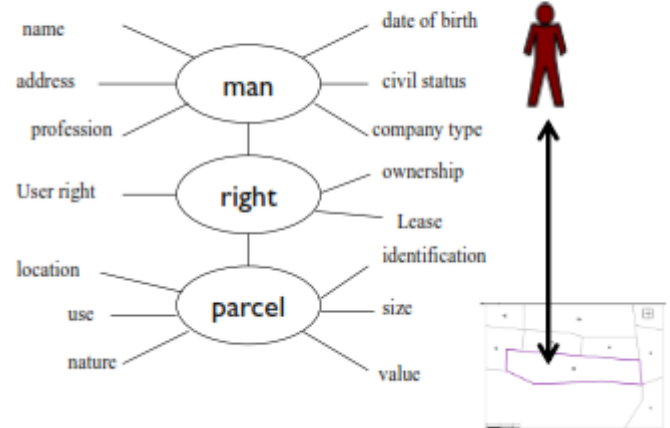 name
date of birth
address
man
civil status
profession
company type
User right
right
ownership
Lease
location
identification
use
parcel
size
nature
value